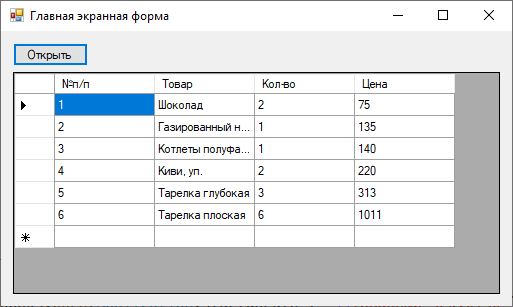 Главная экранная форма
Открыть
№п/п Товар Кол-во Цена
1 Шоколад 2 75
2 Газированный н... 1 135
3 Котлеты полуфа... 1 140
4 Киви, уп. 2 220
5 Тарелка глубокая 3 313
6 Тарелка плоская 6 1011